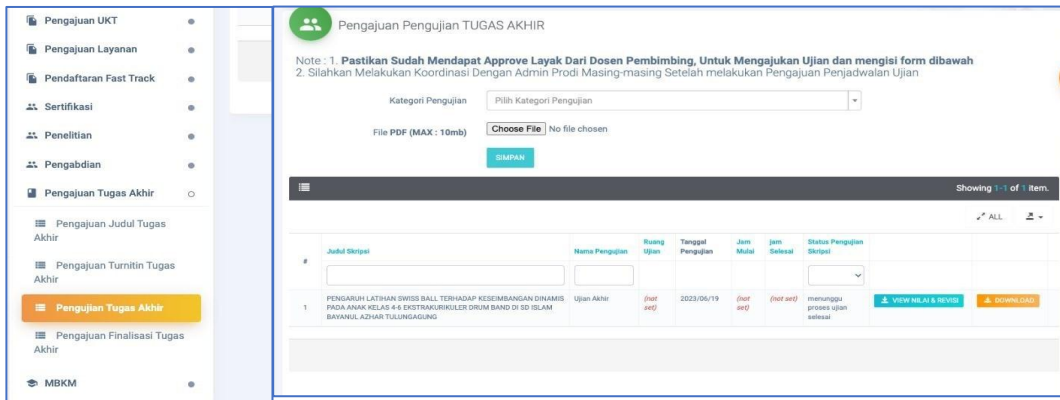 Pengajuan UKT
Pengajuan Layanan
Pendaftaran Fast Track
Sertifikasi
Penelitian
Pengabdian
Pengajuan Tugas Akhir
Pengajuan Judul Tugas
Akhir
Pengajuan Turnitin Tugas
Akhir
Pengujian Tugas Akhir
Pengajuan Finalisasi Tugas
Akhir
MBKM
Pengajuan Pengujian TUGAS AKHIR
Note : 1. Pastikan Sudah Mendapat Approve Layak Dari Dosen Pembimbing, Untuk Mengajukan Ujian dan mengisi form dibawah
2. Silahkan Melakukan Koordinasi Dengan Admin Prodi Masing-masing Setelah melakukan Pengajuan Penjadwalan Ujian
Kategori Pengujian
Pilih Kategori Pengujian
File PDF (MAX : 10mb)
Choose File No file chosen
SIMPAN
Showing 1-1 of 1 item.
ALL
# Judul Skripsi Nama Pengujian Ruang Ujian Tanggal Pengujian Jam Mulai jam Selesai Status Pengujian Skripsi
1 PENGARUH LATIHAN SWISS BALL TERHADAP KESEIMBANGAN DINAMIS PADA ANAK KELAS 4-6 EKSTRAKURIKULER DRUM BAND DI SD ISLAM BAYANUL AZHAR TULUNGAGUNG Ujian Akhir (not set) 2023/06/19 (not set) (not set) menunggu proses ujian selesai VIEW NILAI & REVISI DOWNLOAD